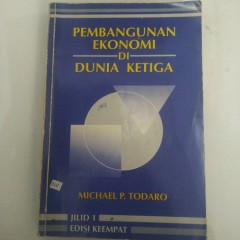 PEMBANGUNAN
EKONOMI
DI
DUNIA KETIGA
MICHAEL P. TODARO
JILID 1
EDISI KEEMPAT